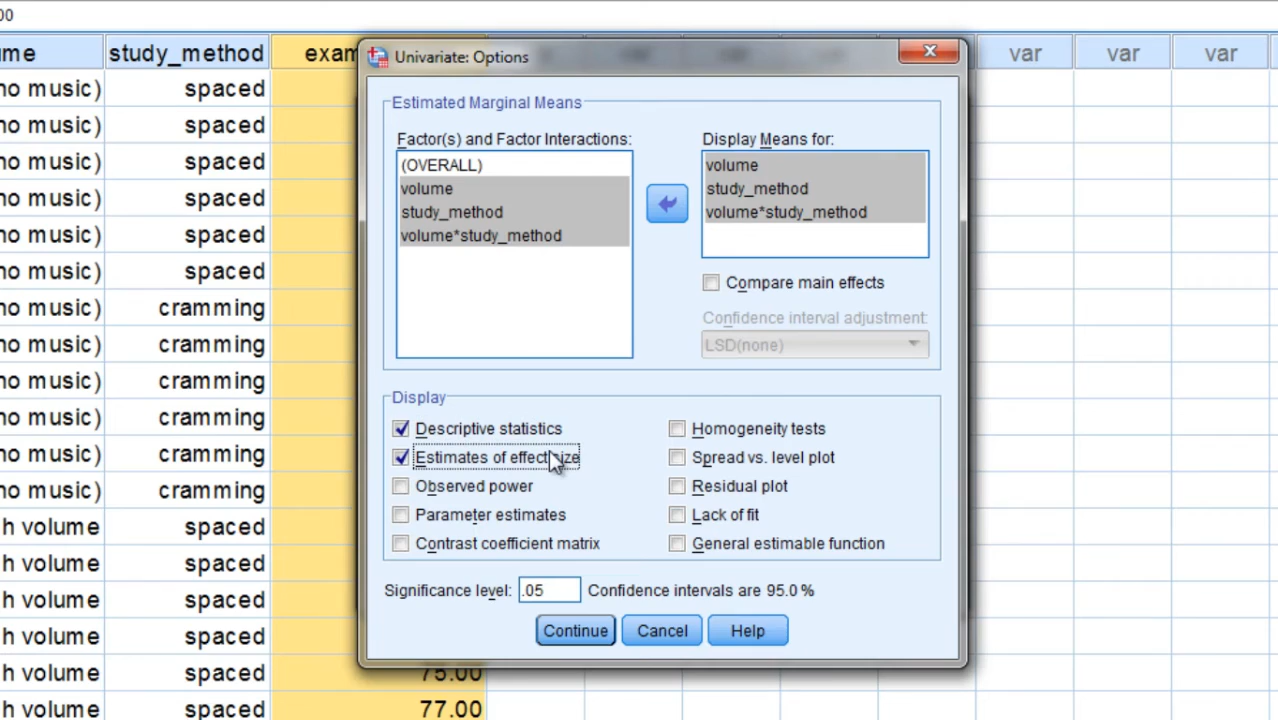 00
me study_method exam var var var
no music) spaced
no music) spaced
no music) spaced
no music) spaced
no music) spaced
no music) spaced
no music) cramming
no music) cramming
no music) cramming
no music) cramming
no music) cramming
no music) cramming
h volume spaced
h volume spaced
h volume spaced
h volume spaced
h volume spaced 75.00
h volume spaced 77.00
Univariate: Options
Estimated Marginal Means
Factor(s) and Factor Interactions:
(OVERALL)
volume
study_method
volume*study_method
Display Means for:
volume
study_method
volume*study_method
Compare main effects
Confidence interval adjustment:
LSD(none)
Display
Descriptive statistics
Estimates of effect size
Observed power
Parameter estimates
Contrast coefficient matrix
Homogeneity tests
Spread vs. level plot
Residual plot
Lack of fit
General estimable function
Significance level: .05 Confidence intervals are 95.0 %
Continue Cancel Help